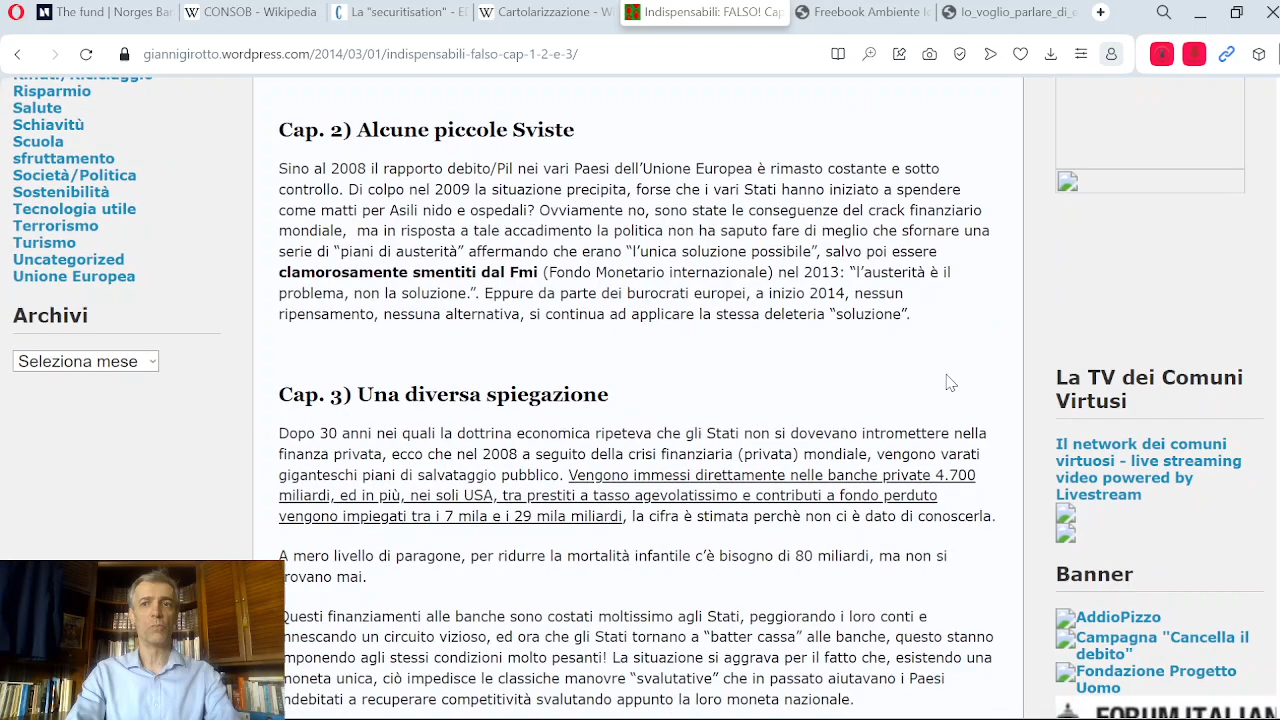 The fund | Norges Ban
CONSOB - Wikipedia
La "securitisation" - E
Cartolarizzazione - W
Indispensabili: FALSO! Cap
Freebook Ambiente Io
Io_voglio_parlare_di_e
giannigirotto.wordpress.com/2014/03/01/indispensabili-falso-cap-1-2-e-3/
Rifiuti/Riciclaggio
Risparmio
Salute
Schiavitù
Scuola
sfruttamento
Società/Politica
Sostenibilità
Tecnologia utile
Terrorismo
Turismo
Uncategorized
Unione Europea
Archivi
Seleziona mese
Cap. 2) Alcune piccole Sviste
Sino al 2008 il rapporto debito/Pil nei vari Paesi dell’Unione Europea è rimasto costante e sotto
controllo. Di colpo nel 2009 la situazione precipita, forse che i vari Stati hanno iniziato a spendere
come matti per Asili nido e ospedali? Ovviamente no, sono state le conseguenze del crack finanziario
mondiale, ma in risposta a tale accadimento la politica non ha saputo fare di meglio che sfornare una
serie di “piani di austerità” affermando che erano “l’unica soluzione possibile”, salvo poi essere
clamorosamente smentiti dal Fmi (Fondo Monetario internazionale) nel 2013: “l’austerità è il
problema, non la soluzione.”. Eppure da parte dei burocrati europei, a inizio 2014, nessun
ripensamento, nessuna alternativa, si continua ad applicare la stessa deleteria “soluzione”.
Cap. 3) Una diversa spiegazione
Dopo 30 anni nei quali la dottrina economica ripeteva che gli Stati non si dovevano intromettere nella
finanza privata, ecco che nel 2008 a seguito della crisi finanziaria (privata) mondiale, vengono varati
giganteschi piani di salvataggio pubblico. Vengono immessi direttamente nelle banche private 4.700
miliardi, ed in più, nei soli USA, tra prestiti a tasso agevolatissimo e contributi a fondo perduto
vengono impiegati tra i 7 mila e i 29 mila miliardi, la cifra è stimata perchè non ci è dato di conoscerla.
A mero livello di paragone, per ridurre la mortalità infantile c’è bisogno di 80 miliardi, ma non si
trovano mai.
Questi finanziamenti alle banche sono costati moltissimo agli Stati, peggiorando i loro conti e
innescando un circuito vizioso, ed ora che gli Stati tornano a “batter cassa” alle banche, questo stanno
imponendo agli stessi condizioni molto pesanti! La situazione si aggrava per il fatto che, esistendo una
moneta unica, ciò impedisce le classiche manovre “svalutative” che in passato aiutavano i Paesi
indebitati a recuperare competitività svalutando appunto la loro moneta nazionale.
La TV dei Comuni
Virtusi
Il network dei comuni
virtuosi - live streaming
video powered by
Livestream
Banner
AddioPizzo
Campagna "Cancella il
debito"
Fondazione Progetto
Uomo
FORUM ITALIAN